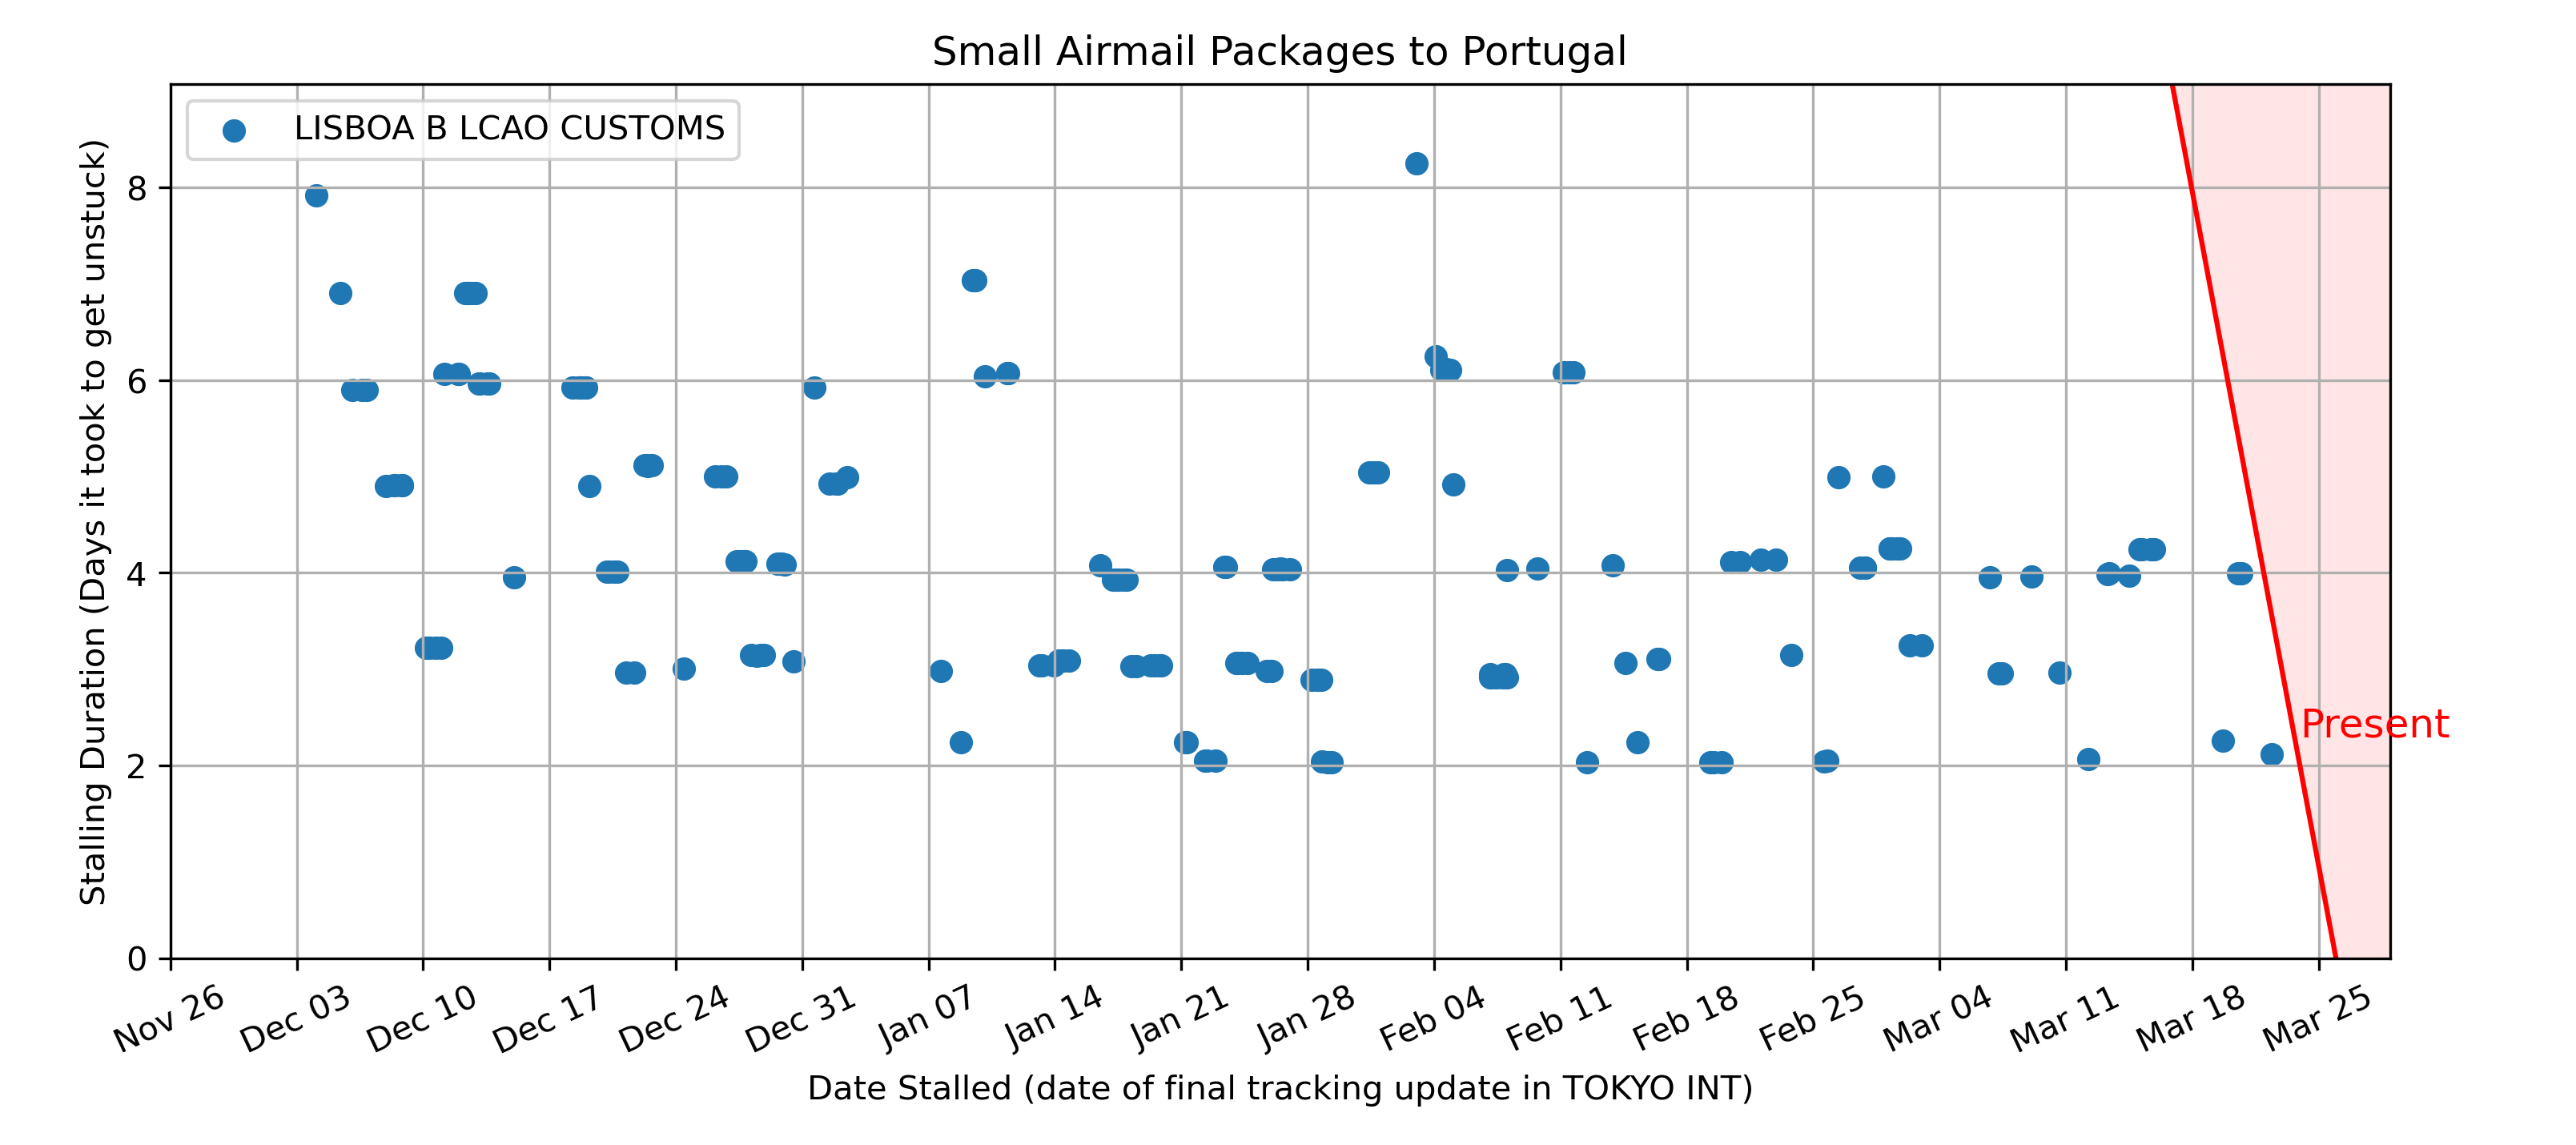 Small Airmail Packages to Portugal
LISBOA B LCAO CUSTOMS
Stalling Duration (Days it took to get unstuck)
8
6
4
2
0
Present
Nov 26
Dec 03
Dec 10
Dec 17
Dec 24
Dec 31
Jan 07
Jan 14
Jan 21
Jan 28
Feb 04
Feb 11
Feb 18
Feb 25
Mar 04
Mar 11
Mar 18
Mar 25
Date Stalled (date of final tracking update in TOKYO INT)